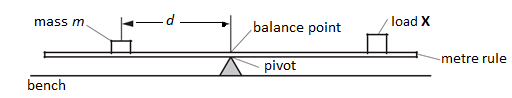 mass m
d
load X
balance point
metre rule
pivot
bench